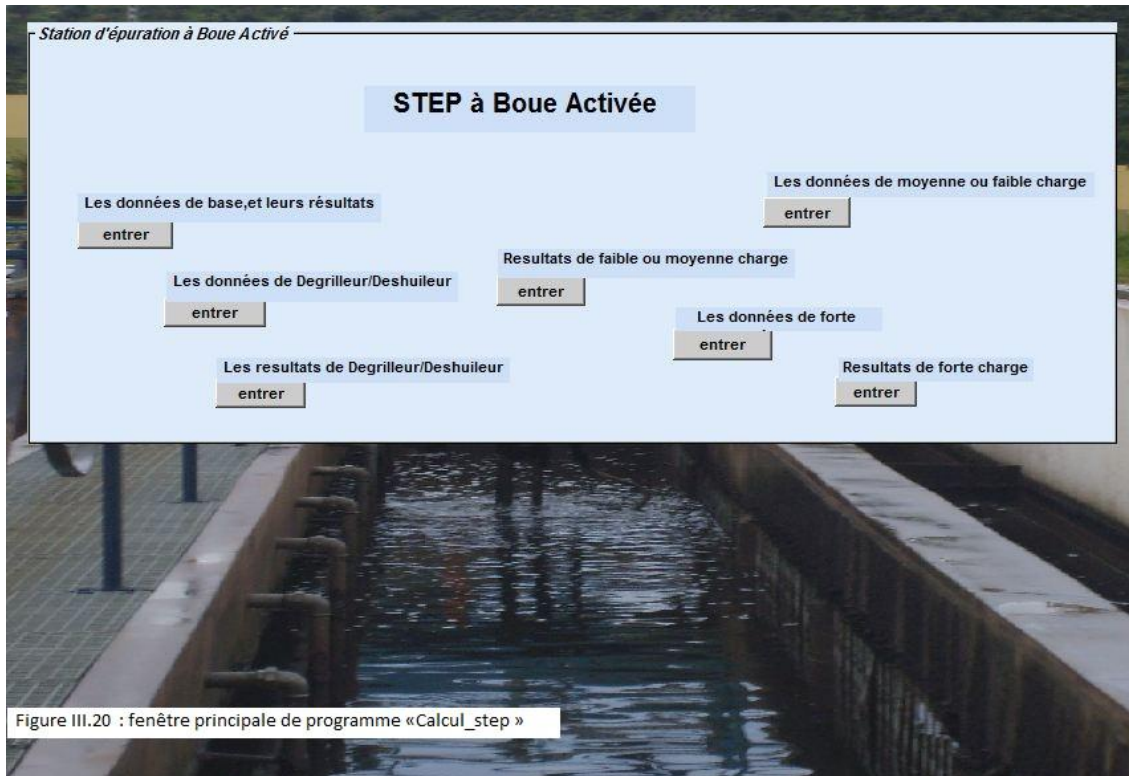 Station d'épuration à Boue Activé
STEP à Boue Activée
Les données de moyenne ou faible charge
entrer
Les données de base,et leurs résultats
entrer
Resultats de faible ou moyenne charge
entrer
Les données de Degrilleur/Deshuileur
entrer
Les données de forte
entrer
Les resultats de Degrilleur/Deshuileur
entrer
Resultats de forte charge
entrer
Figure III.20 : fenêtre principale de programme «Calcul_step »